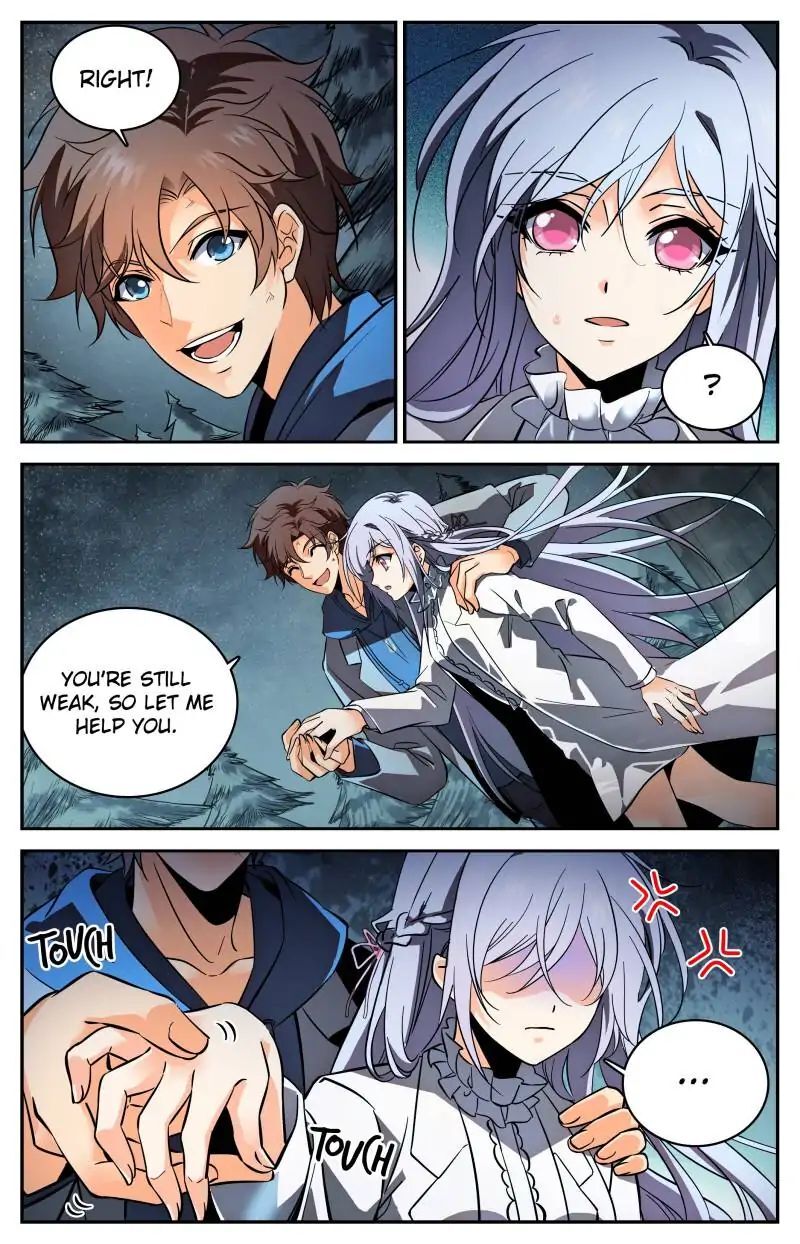 RIGHT!
?
YOU'RE STILL
WEAK, SO LET ME
HELP YOU.
TOUCH
...
TOUCH